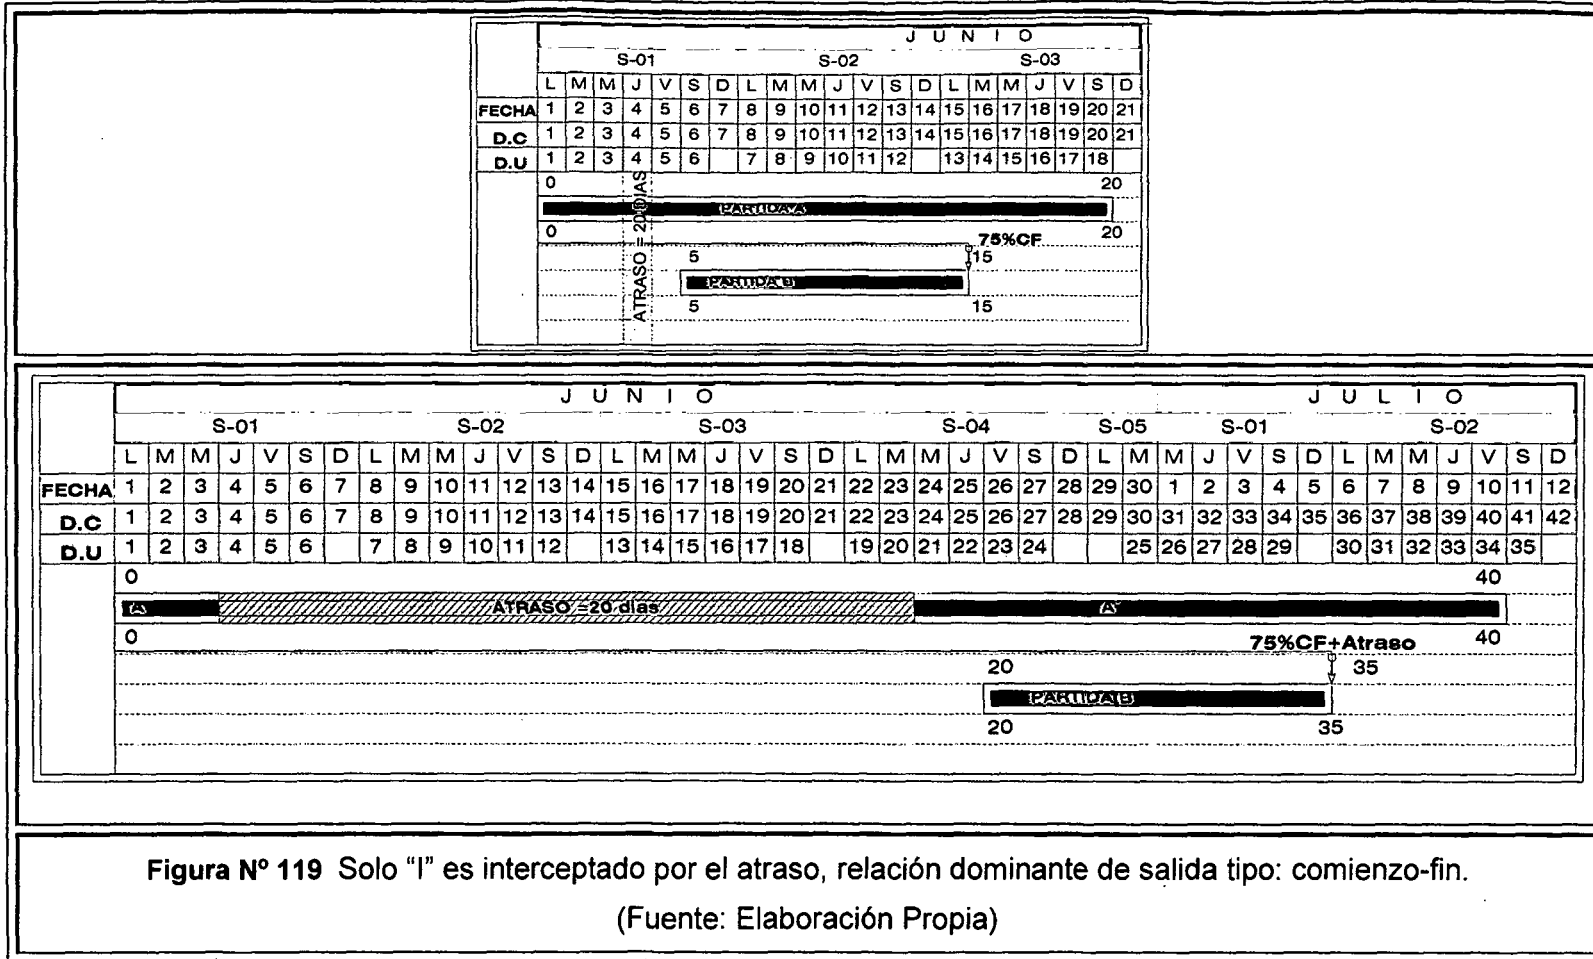 J U N I O
S-01 S-02 S-03
L M M J V S D L M M J V S D L M M J V S D
FECHA 1 2 3 4 5 6 7 8 9 10 11 12 13 14 15 16 17 18 19 20 21
D.C 1 2 3 4 5 6 7 8 9 10 11 12 13 14 15 16 17 18 19 20 21
D.U 1 2 3 4 5 6 7 8 9 10 11 12 13 14 15 16 17 18
ATRASO = 20 DIAS
0 20
PARTIDA A
0 20
75%CF
5 15
PARTIDA B
5 15
J U N I O J U L I O
S-01 S-02 S-03 S-04 S-05 S-01 S-02
L M M J V S D L M M J V S D L M M J V S D L M M J V S D L M M J V S D L M M J V S D
FECHA 1 2 3 4 5 6 7 8 9 10 11 12 13 14 15 16 17 18 19 20 21 22 23 24 25 26 27 28 29 30 1 2 3 4 5 6 7 8 9 10 11 12
D.C 1 2 3 4 5 6 7 8 9 10 11 12 13 14 15 16 17 18 19 20 21 22 23 24 25 26 27 28 29 30 31 32 33 34 35 36 37 38 39 40 41 42
D.U 1 2 3 4 5 6 7 8 9 10 11 12 13 14 15 16 17 18 19 20 21 22 23 24 25 26 27 28 29 30 31 32 33 34 35
0 40
A ATRASO =20 dias A'
0 40
75%CF+Atraso
20 35
PARTIDA B
20 35
Figura Nº 119 Solo "I" es interceptado por el atraso, relación dominante de salida tipo: comienzo-fin.
(Fuente: Elaboración Propia)